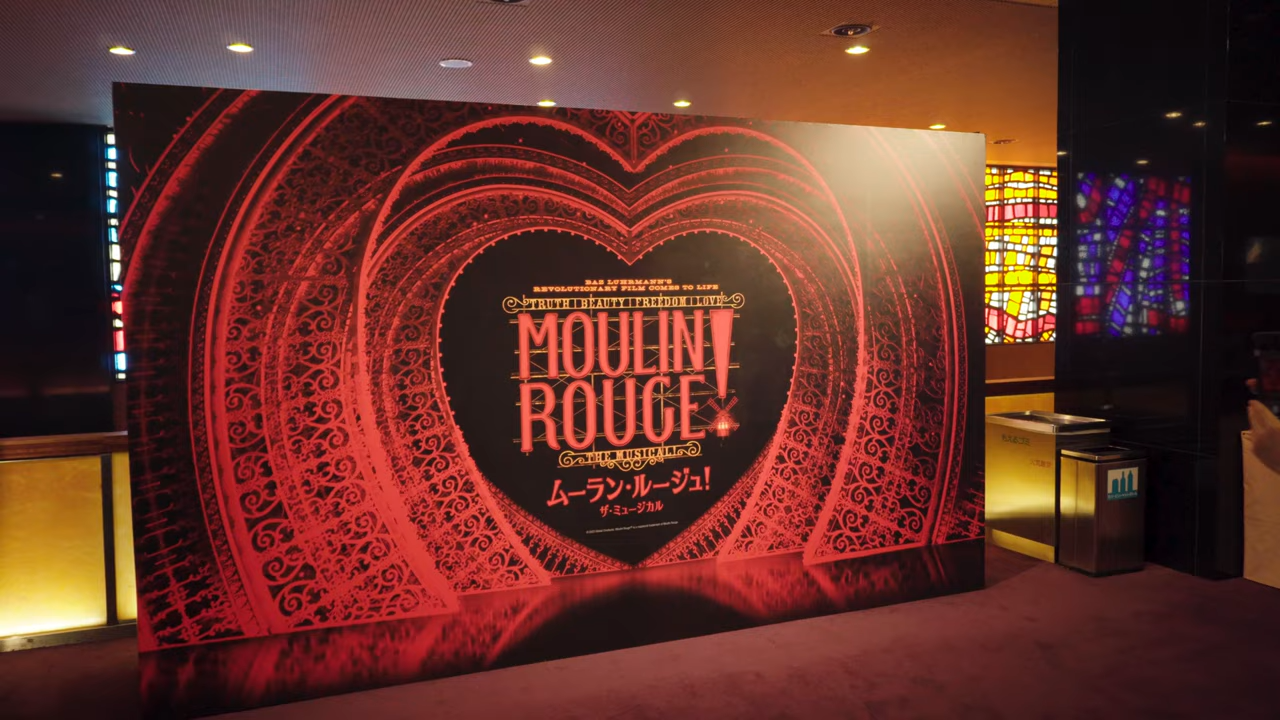 BAZ LUHRMANN'S
REVOLUTIONARY FILM COMES TO LIFE
TRUTH | BEAUTY | FREEDOM | LOVE
MOULIN
ROUGE!
THE MUSICAL
ムーラン・ルージュ!
ザ・ミュージカル